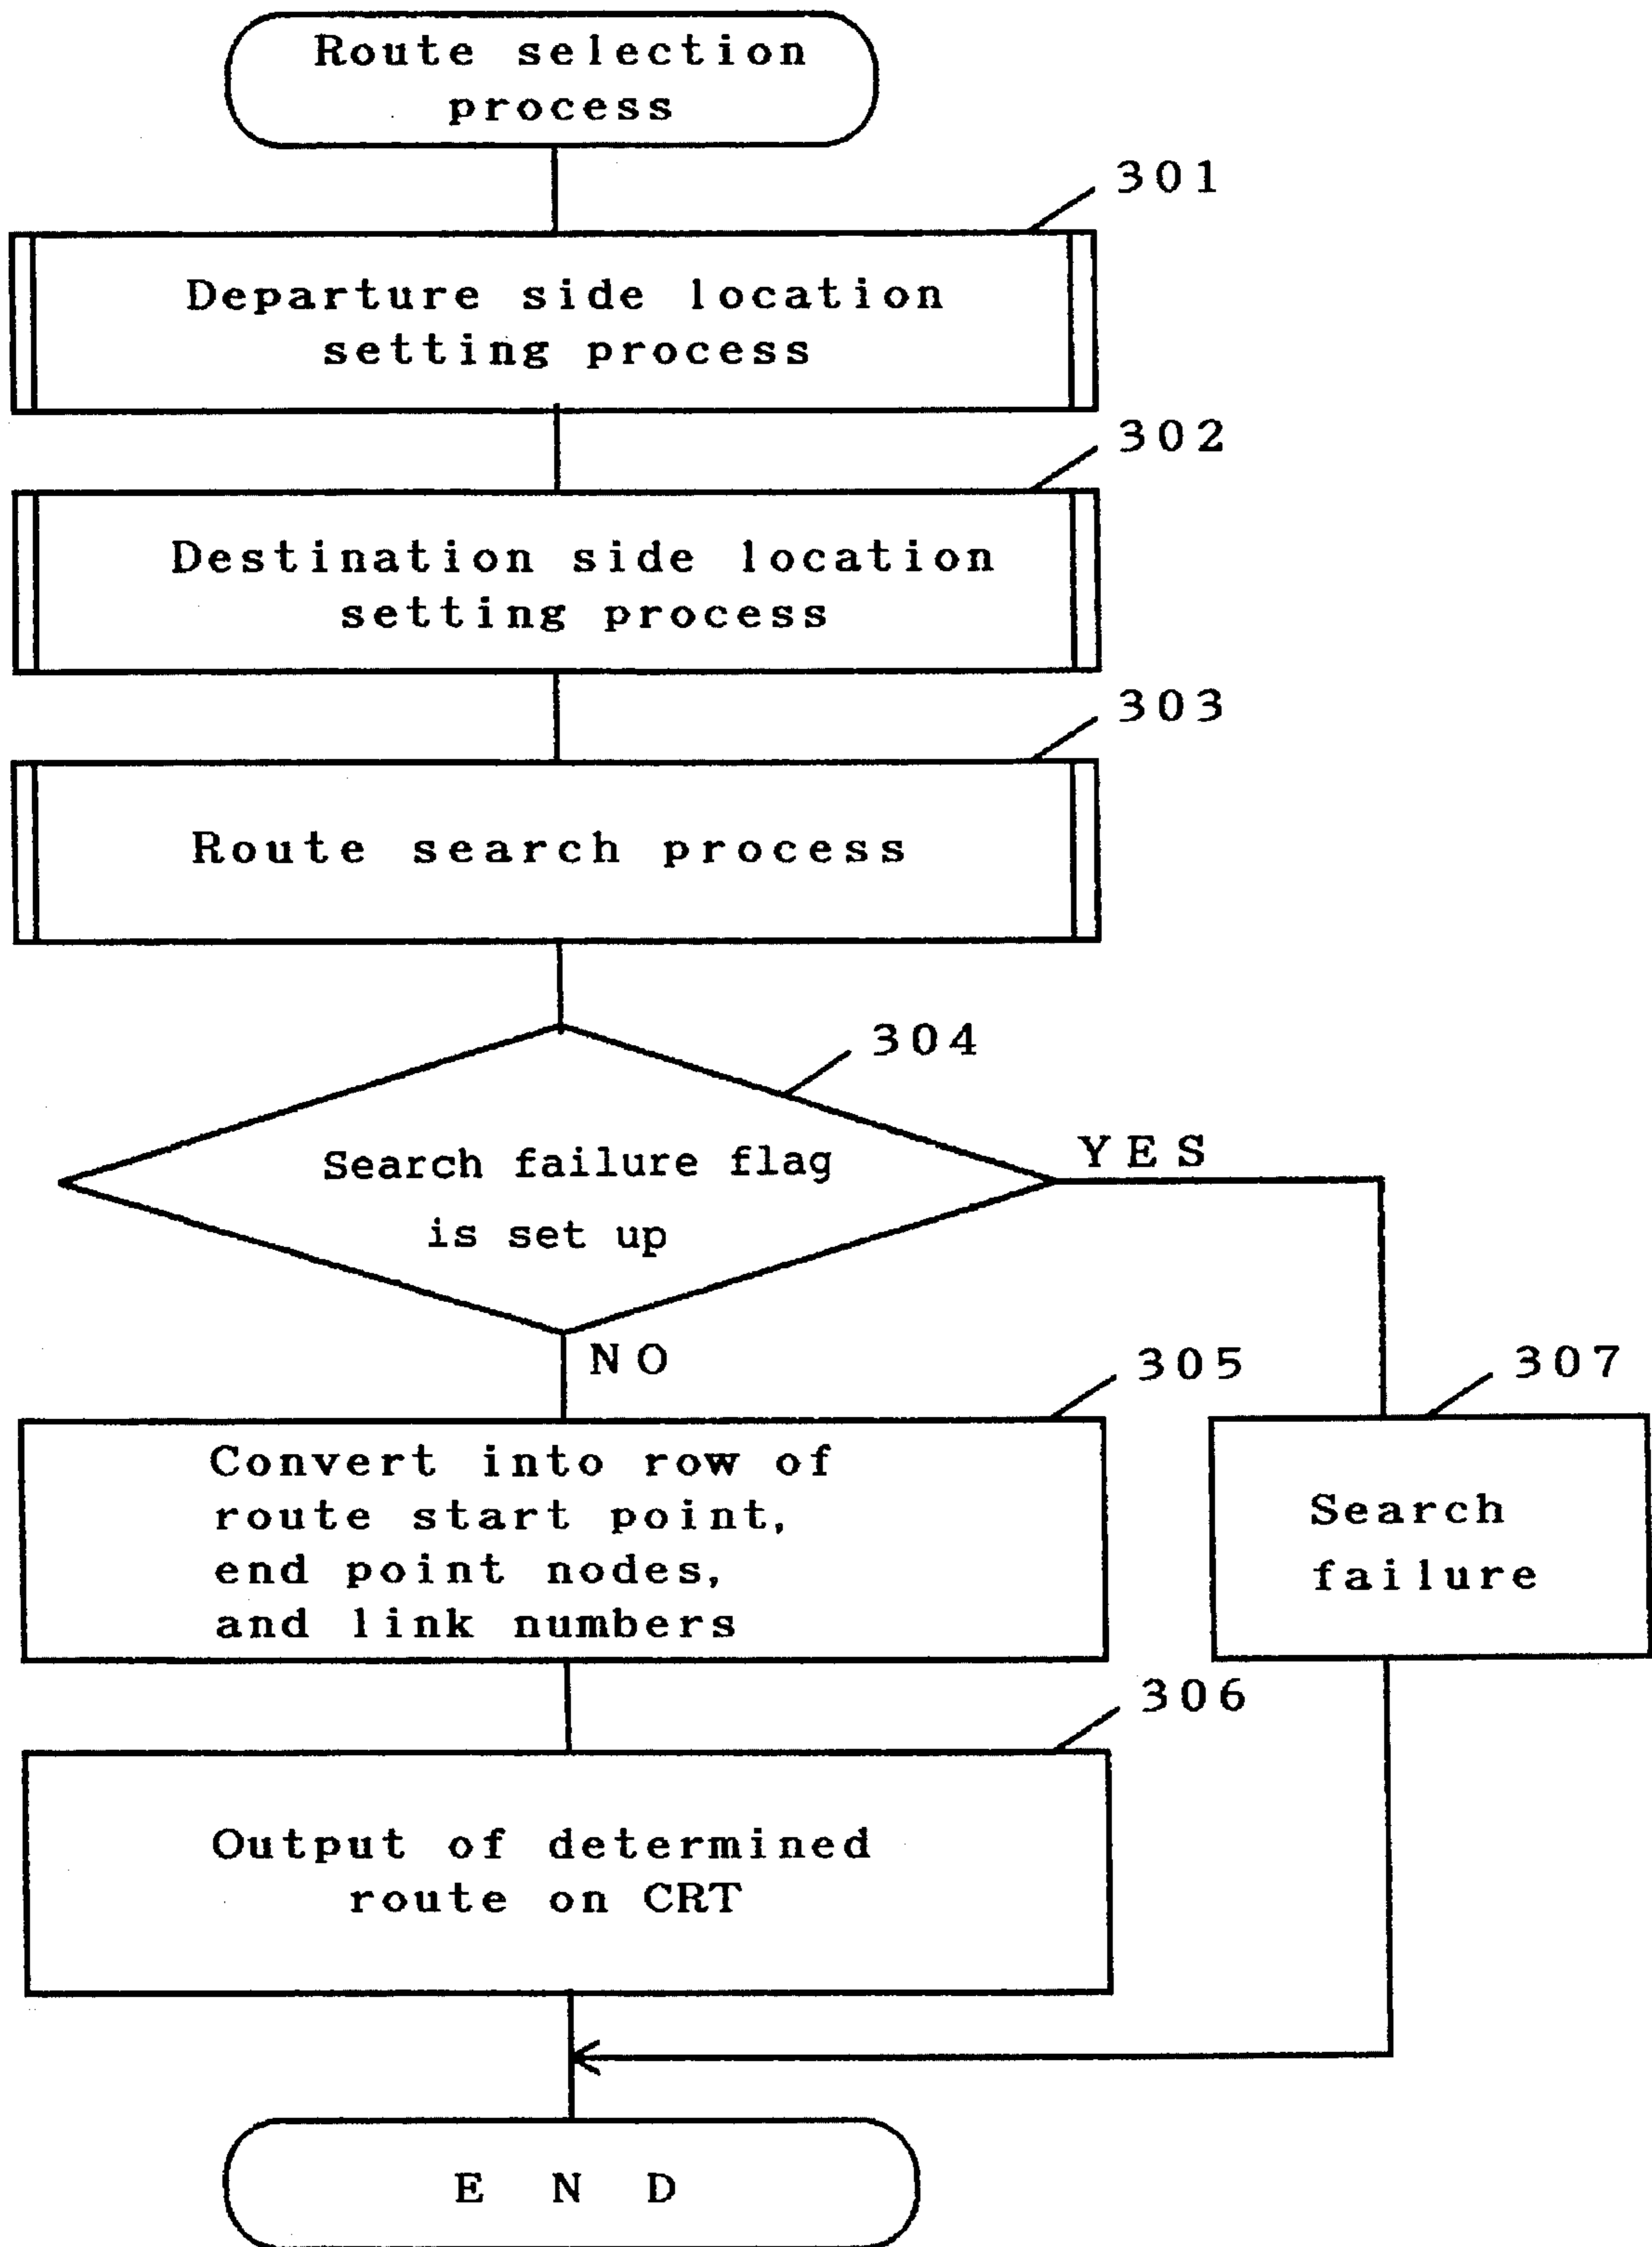 Route selection
process
301
Departure side location
setting process
302
Destination side location
setting process
303
Route search process
304
Search failure flag
is set up
YES
NO
305
Convert into row of
route start point,
end point nodes,
and link numbers
307
Search
failure
306
Output of determined
route on CRT
END